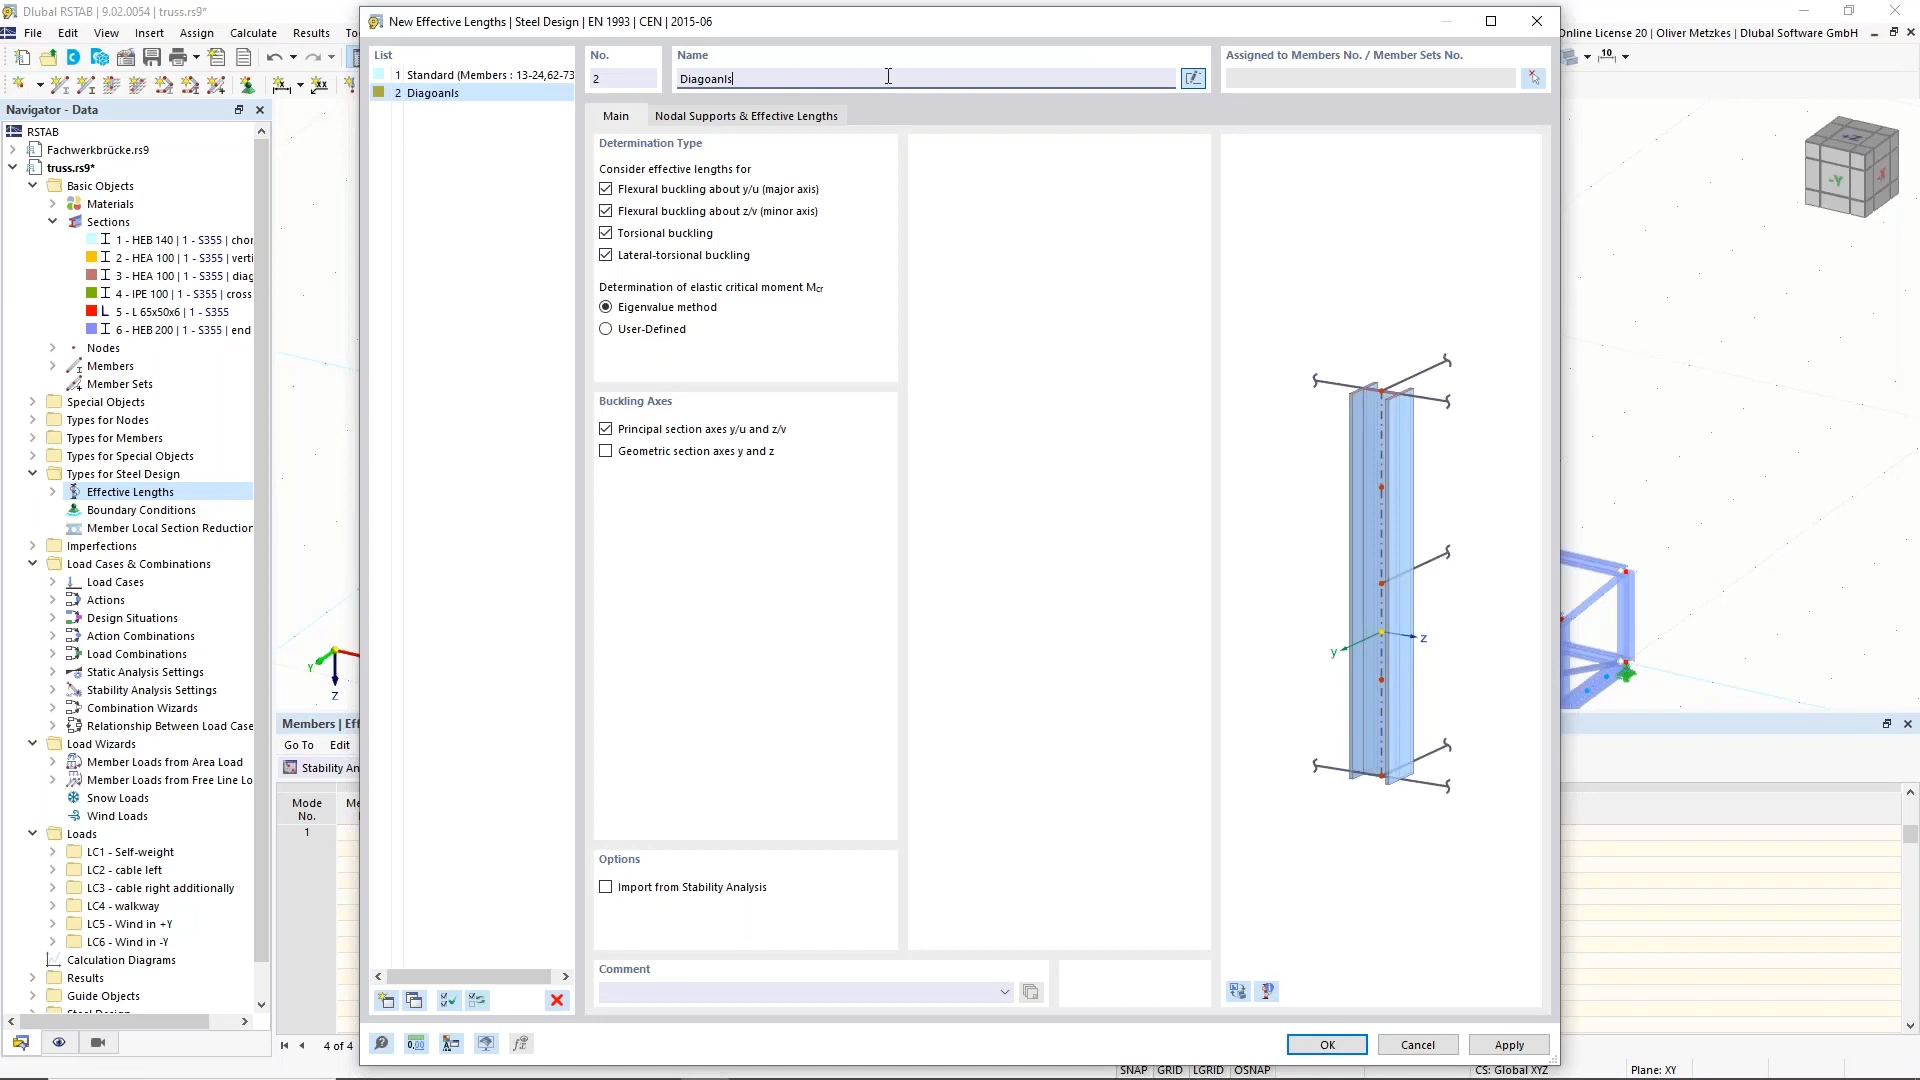 Dlubal RSTAB | 9.02.0054 | truss.rs9*
File Edit View Insert Assign Calculate Results To
Online License 20 | Oliver Metzkes | Dlubal Software GmbH
10
Navigator - Data
RSTAB
Fachwerkbrücke.rs9
truss.rs9*
Basic Objects
Materials
Sections
1 - HEB 140 | 1 - S355 | chor
2 - HEA 100 | 1 - S355 | verti
3 - HEA 100 | 1 - S355 | diag
4 - IPE 100 | 1 - S355 | cross
5 - L 65x50x6 | 1 - S355
6 - HEB 200 | 1 - S355 | end
Nodes
Members
Member Sets
Special Objects
Types for Nodes
Types for Members
Types for Special Objects
Types for Steel Design
Effective Lengths
Boundary Conditions
Member Local Section Reduction
Imperfections
Load Cases & Combinations
Load Cases
Actions
Design Situations
Action Combinations
Load Combinations
Static Analysis Settings
Stability Analysis Settings
Combination Wizards
Relationship Between Load Case
Load Wizards
Member Loads from Area Load
Member Loads from Free Line Lo
Snow Loads
Wind Loads
Loads
LC1 - Self-weight
LC2 - cable left
LC3 - cable right additionally
LC4 - walkway
LC5 - Wind in +Y
LC6 - Wind in -Y
Calculation Diagrams
Results
Guide Objects
Y
Z
Members | Eff
Go To Edit
Stability An
Mode
No.
Me
1
4 of 4
New Effective Lengths | Steel Design | EN 1993 | CEN | 2015-06
List
1 Standard (Members : 13-24,62-73
2 Diagoanls
No.
2
Name
Diagoanls
Assigned to Members No. / Member Sets No.
Main
Nodal Supports & Effective Lengths
Determination Type
Consider effective lengths for
Flexural buckling about y/u (major axis)
Flexural buckling about z/v (minor axis)
Torsional buckling
Lateral-torsional buckling
Determination of elastic critical moment Mcr
Eigenvalue method
User-Defined
Buckling Axes
Principal section axes y/u and z/v
Geometric section axes y and z
Options
Import from Stability Analysis
Comment
y
z
0,00
OK
Cancel
Apply
+Z
-Y
-X
SNAP GRID LGRID OSNAP
CS: Global XYZ
Plane: XY